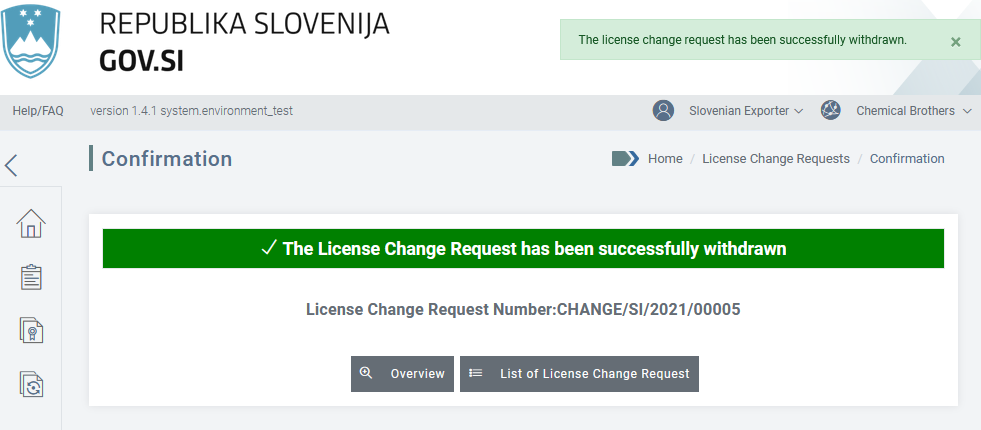 REPUBLIKA SLOVENIJA
GOV.SI
The license change request has been successfully withdrawn. ×
Help/FAQ version 1.4.1 system.environment_test Slovenian Exporter Chemical Brothers
Confirmation Home / License Change Requests / Confirmation
✓ The License Change Request has been successfully withdrawn
License Change Request Number:CHANGE/SI/2021/00005
Overview List of License Change Request